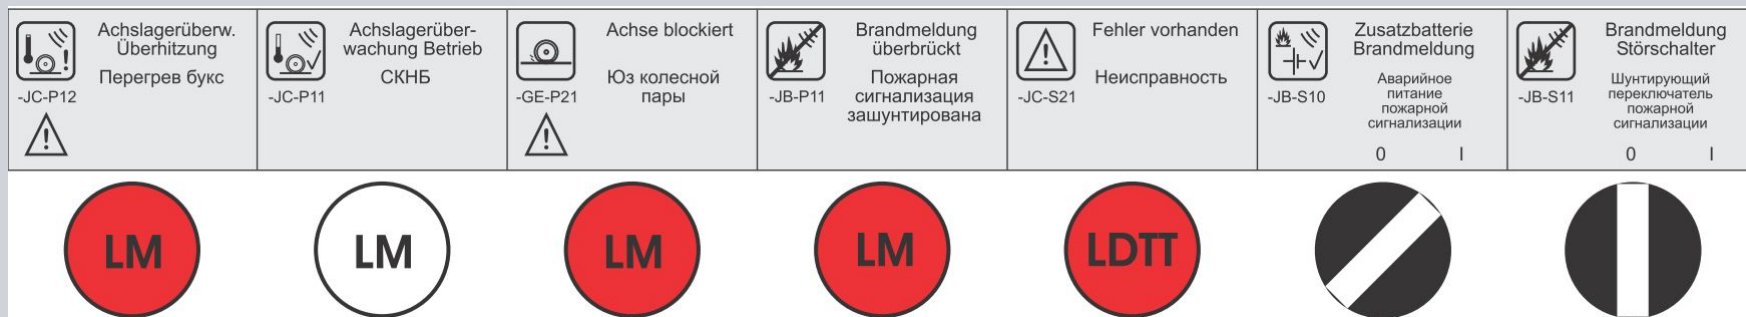 Achslagerüberw.
Überhitzung
Перегрев букс
-JC-P12
Achslagerüber-
wachung Betrieb
СКНБ
-JC-P11
Achse blockiert
Юз колесной
пары
-GE-P21
Brandmeldung
überbrückt
Пожарная
сигнализация
зашунтирована
-JB-P11
Fehler vorhanden
Неисправность
-JC-S21
Zusatzbatterie
Brandmeldung
Аварийное
питание
пожарной
сигнализации
-JB-S10
0 I
Brandmeldung
Störschalter
Шунтирующий
переключатель
пожарной
сигнализации
-JB-S11
0 I
LM
LM
LM
LM
LDTT